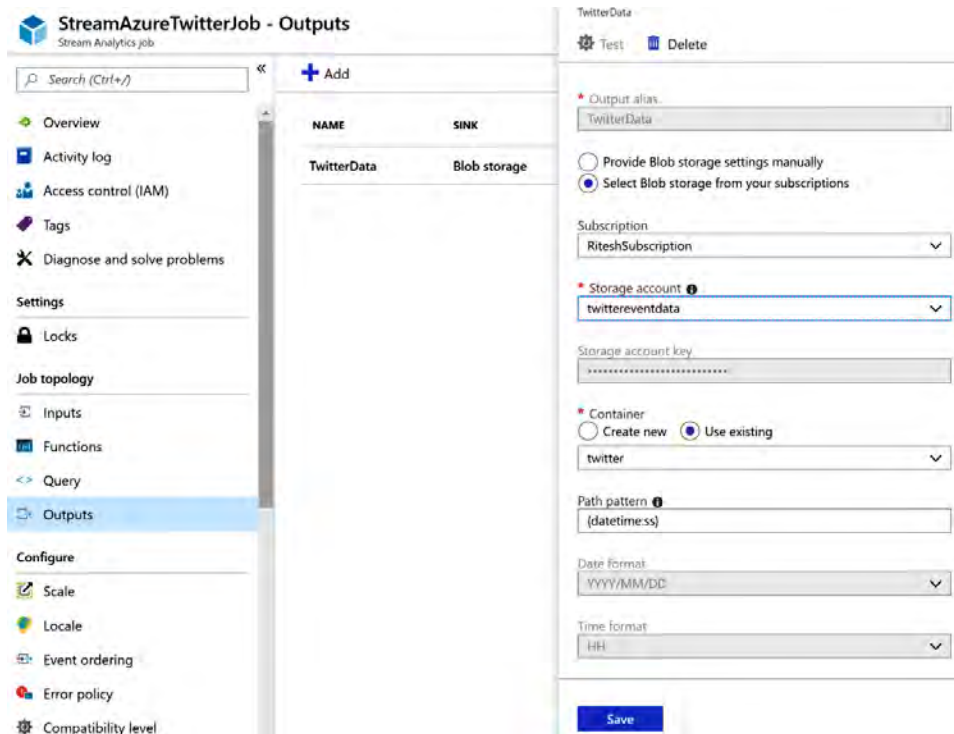 StreamAzureTwitterJob - Outputs
Stream Analytics job
Search (Ctrl+/)
«
Overview
Activity log
Access control (IAM)
Tags
Diagnose and solve problems
Settings
Locks
Job topology
Inputs
Functions
Query
Outputs
Configure
Scale
Locale
Event ordering
Error policy
Compatibility level
Add
NAME SINK
TwitterData Blob storage
TwitterData
Test Delete
* Output alias
TwitterData
Provide Blob storage settings manually
Select Blob storage from your subscriptions
Subscription
RiteshSubscription
* Storage account
twittereventdata
Storage account key
••••••••••••••••••••••••••••
* Container
Create new Use existing
twitter
Path pattern
{datetime:ss}
Date format
YYYY/MM/DD
Time format
HH
Save